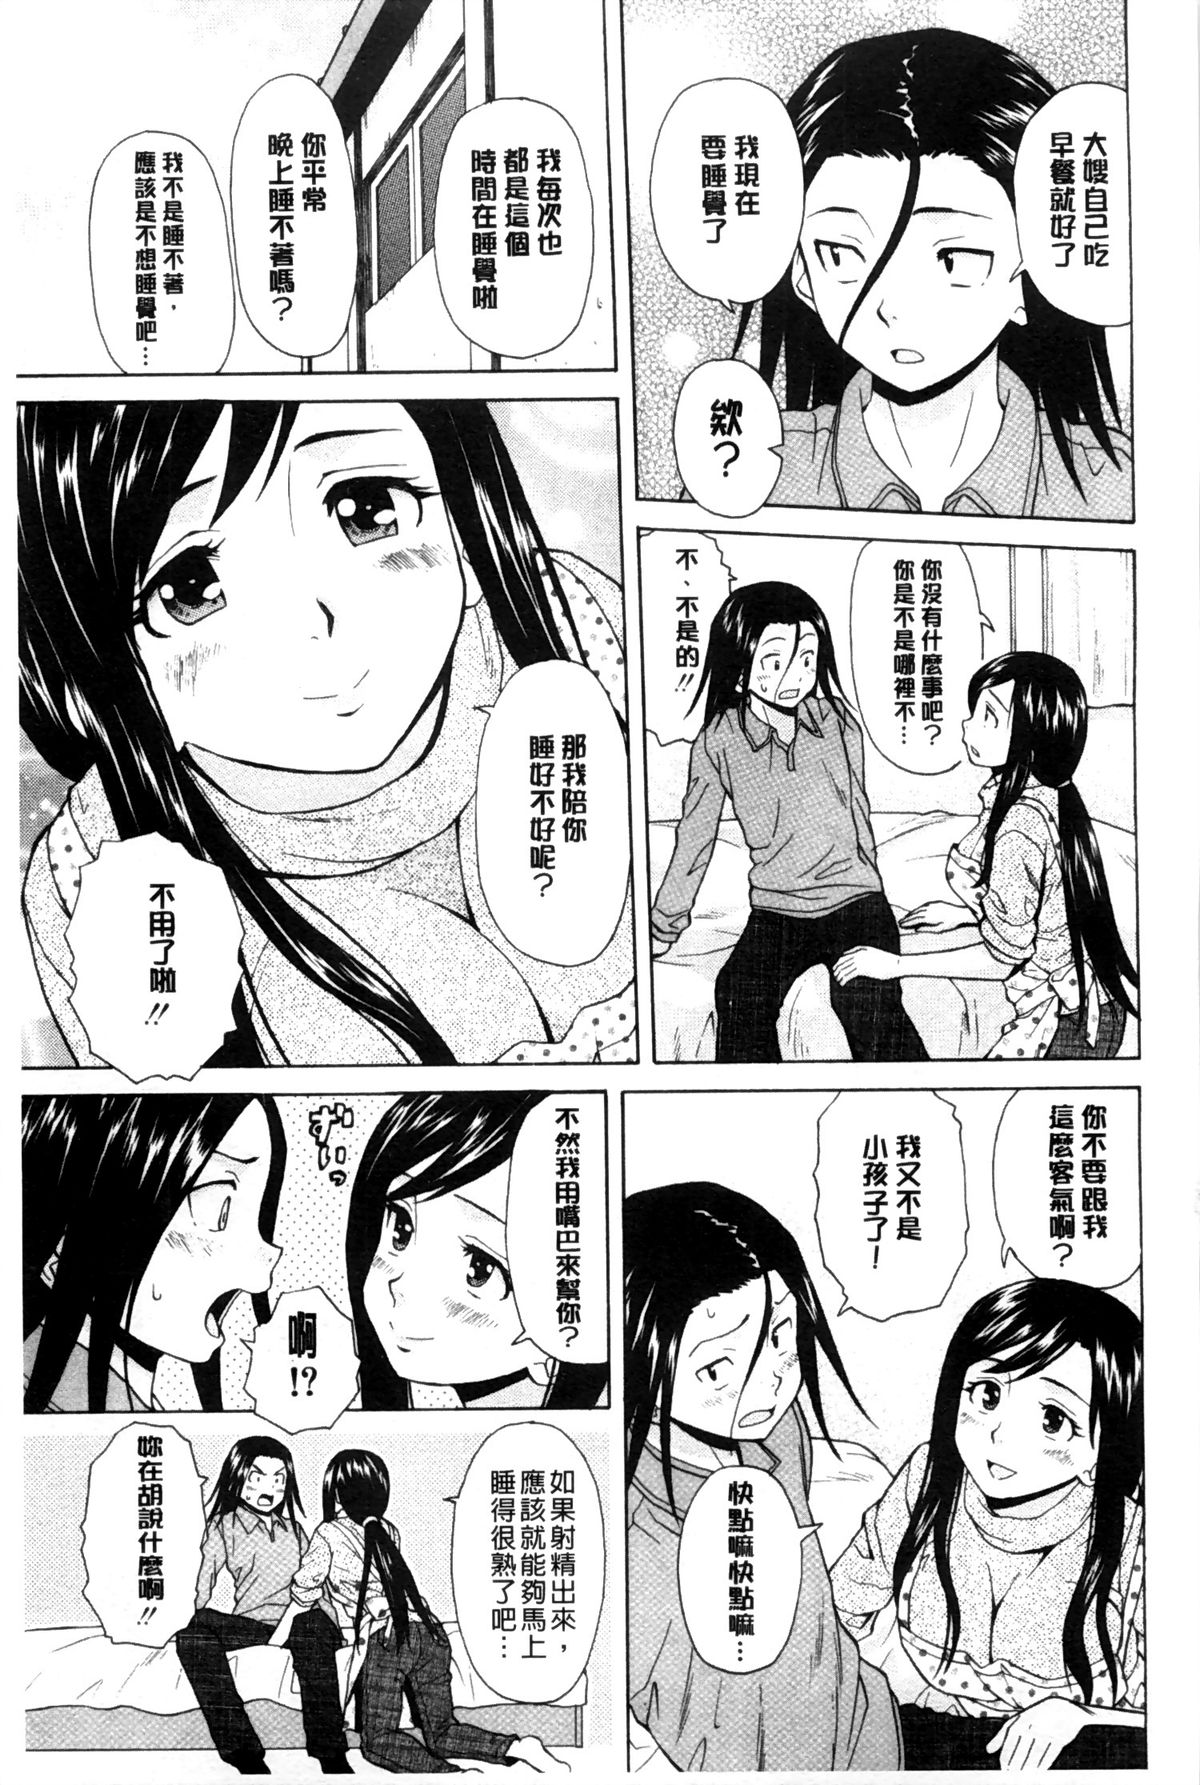 大嫂自己吃
早餐就好了
我現在
要睡覺了
欸？
我每次也
都是這個
時間在睡覺啦
你平常
晚上睡不著嗎？
我不是睡不著，
應該是不想睡覺吧…
你沒有什麼事吧？
你是不是哪裡不…
不、不是的!!
那我陪你
睡好不好呢？
不用了啦!!
你不要跟我
這麼客氣啊？
我又不是
小孩子了！
快點嘛快點嘛…
不然我用嘴巴來幫你？
ずいっ
啊!?
如果射精出來，
應該就能夠馬上
睡得很熟了吧…
妳在胡說什麼啊!!